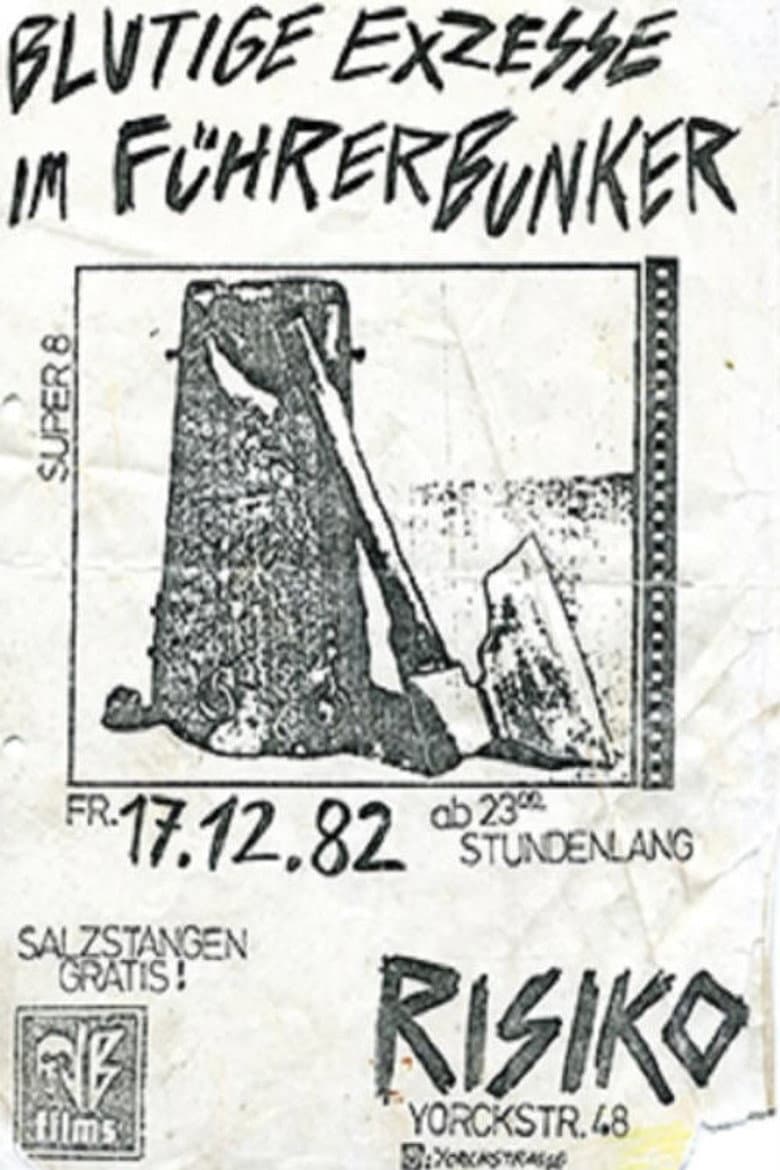 BLUTIGE EXZESSE
IM FÜHRERBUNKER
SUPER 8
FR. 17.12.82 ab 23⁰⁰
STUNDENLANG
SALZSTANGEN
GRATIS!
RISIKO
films
YORCKSTR. 48
YORCKSTRASSE